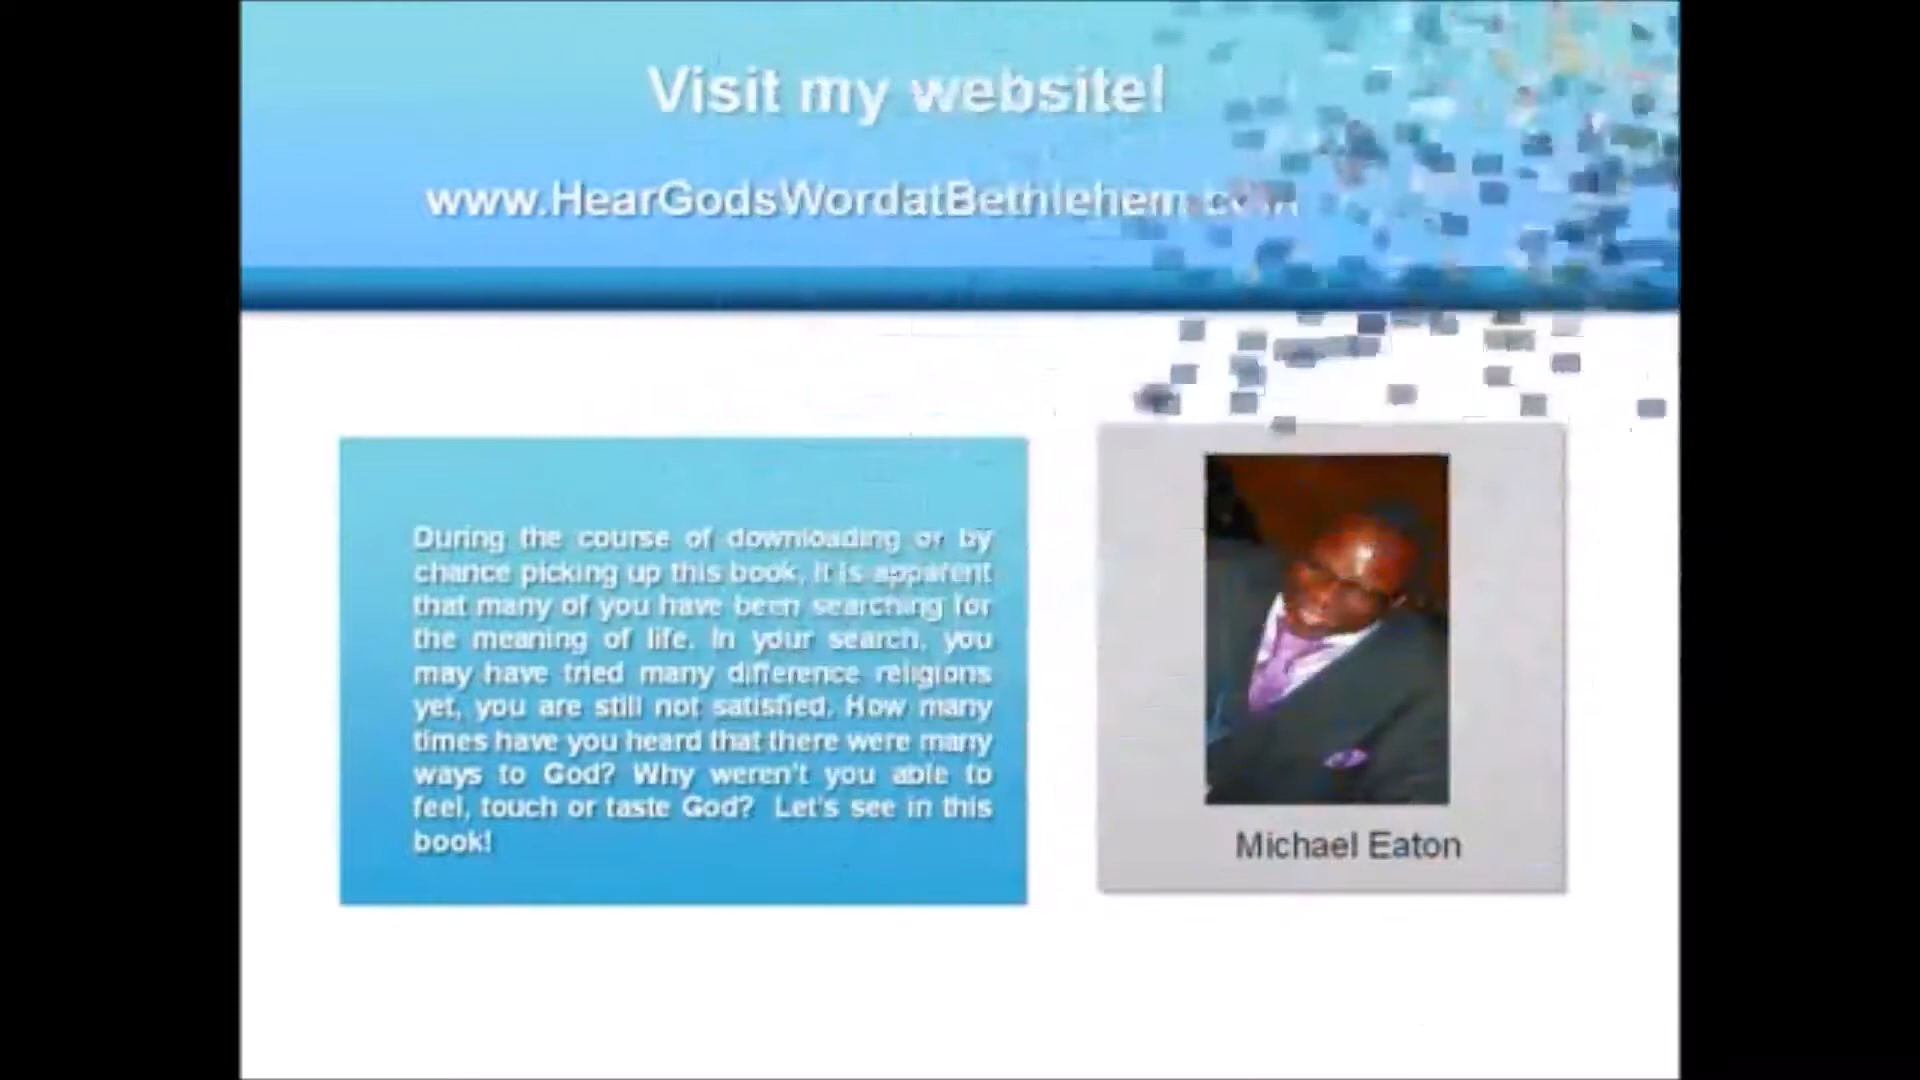 Visit my website!
www.HearGodsWordatBethlehem.com
During the course of downloading or by
chance picking up this book, it is apparent
that many of you have been searching for
the meaning of life. In your search, you
may have tried many difference religions
yet, you are still not satisfied. How many
times have you heard that there were many
ways to God? Why weren't you able to
feel, touch or taste God? Let's see in this
book!
Michael Eaton